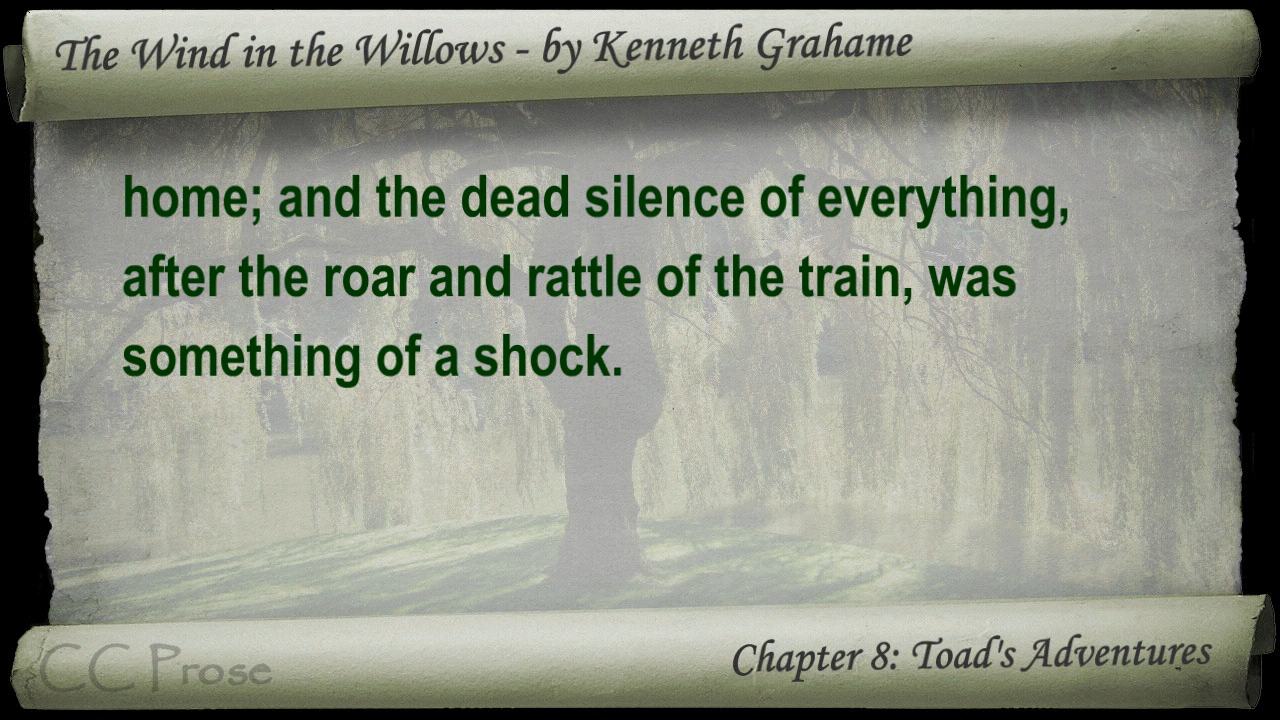 The Wind in the Willows - by Kenneth Grahame
home; and the dead silence of everything,
after the roar and rattle of the train, was
something of a shock.
CC Prose
Chapter 8: Toad's Adventures